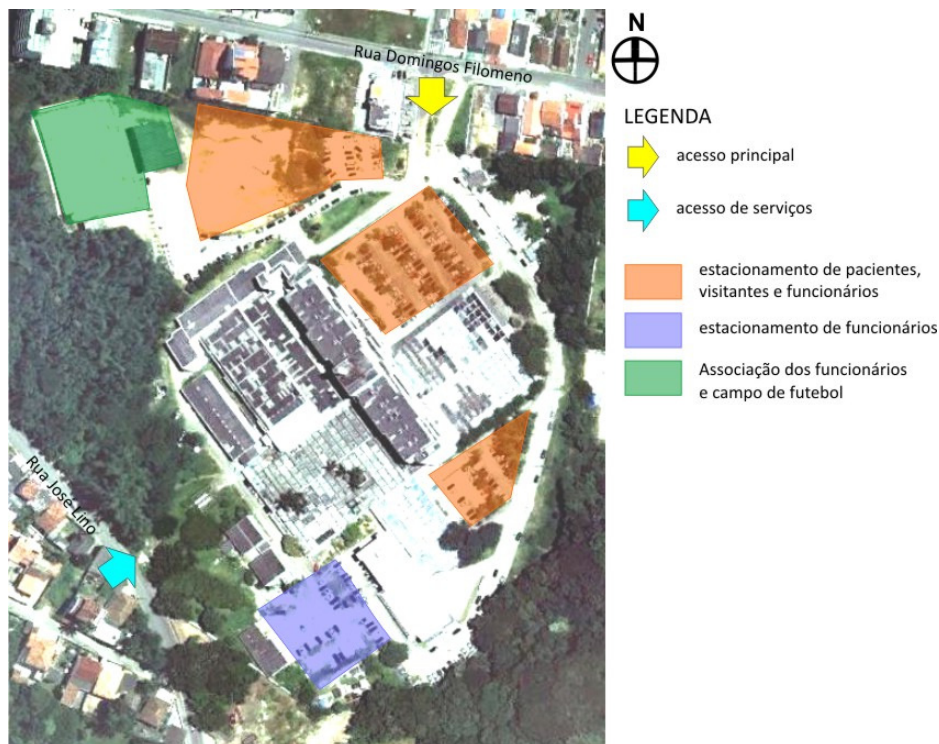 Rua Domingos Filomeno
Rua José Lino
N
LEGENDA
acesso principal
acesso de serviços
estacionamento de pacientes,
visitantes e funcionários
estacionamento de funcionários
Associação dos funcionários
e campo de futebol